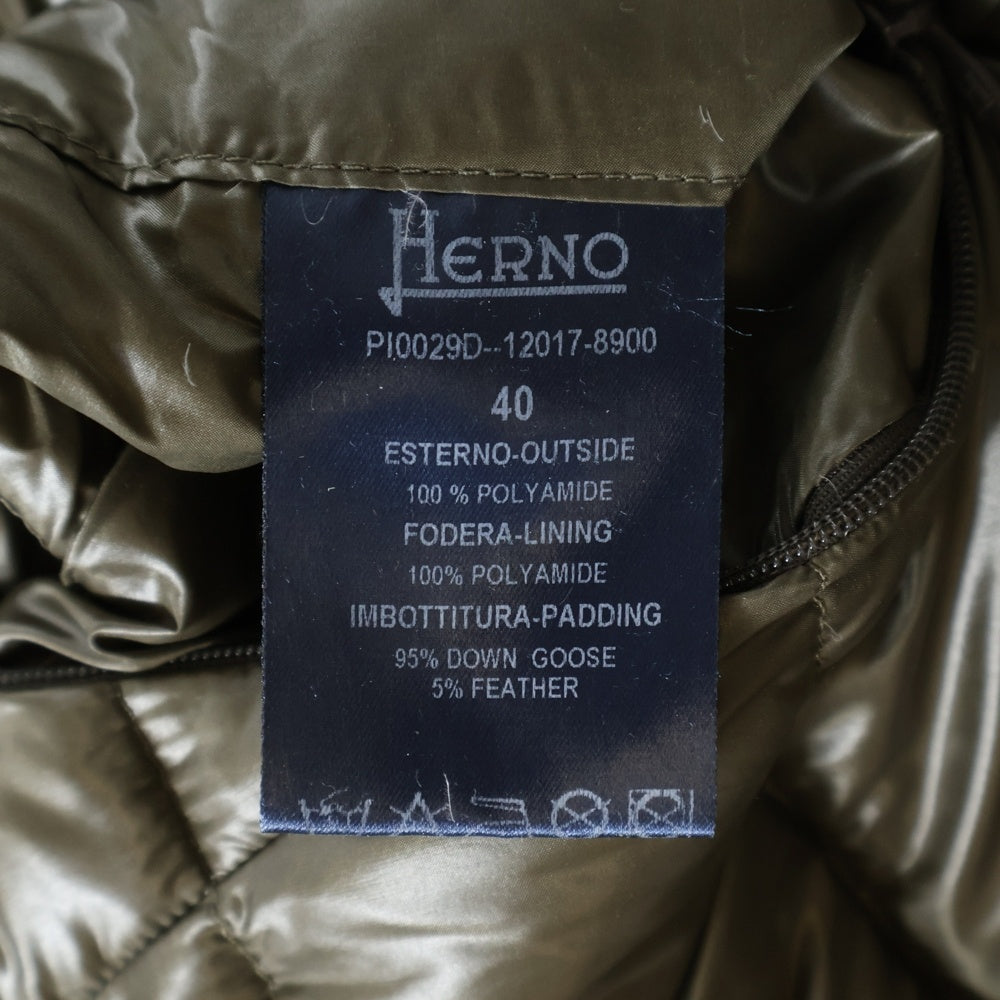 HERNO
PI0029D--12017-8900
40
ESTERNO-OUTSIDE
100 % POLYAMIDE
FODERA-LINING
100% POLYAMIDE
IMBOTTITURA-PADDING
95% DOWN GOOSE
5% FEATHER